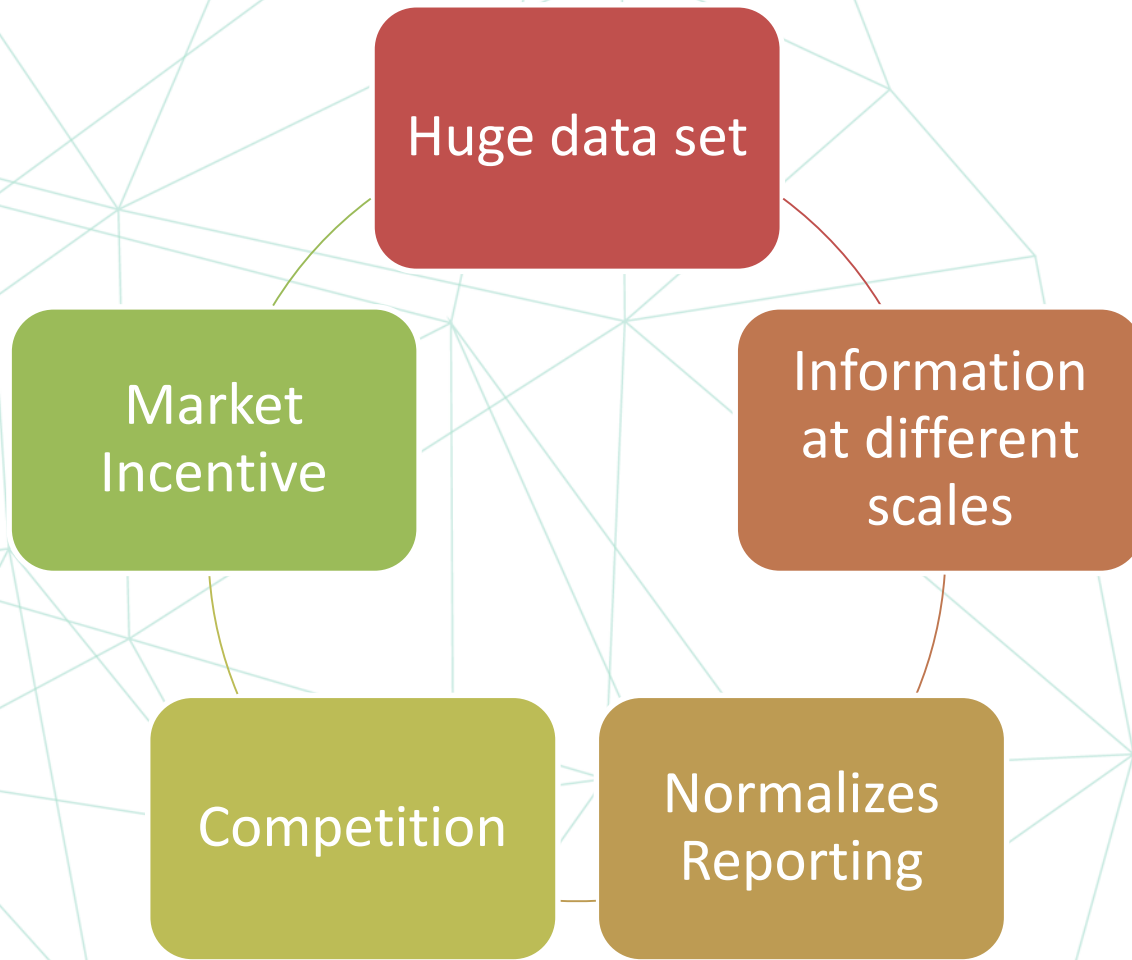 Huge data set
Information
at different
scales
Normalizes
Reporting
Competition
Market
Incentive